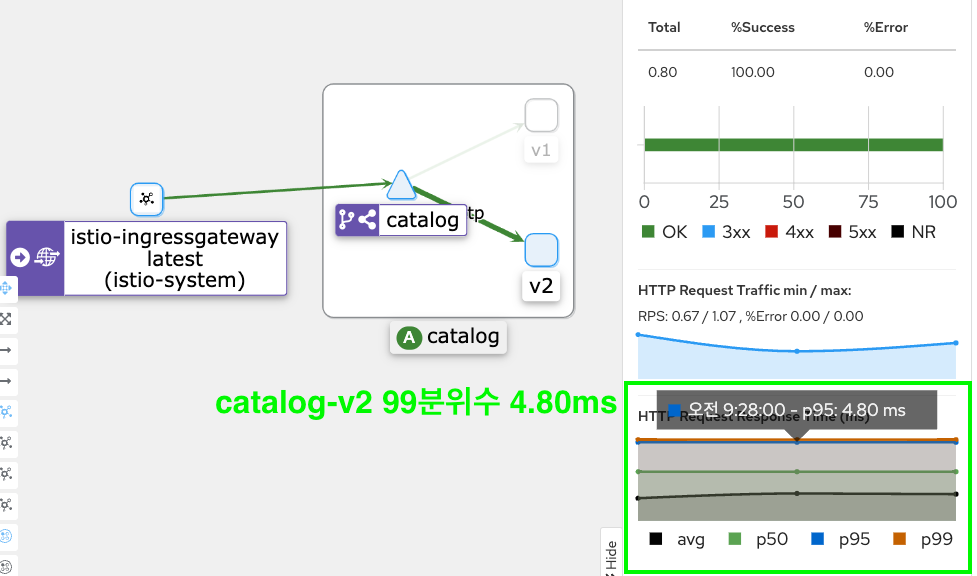 Total %Success %Error
0.80 100.00 0.00
0 25 50 75 100
OK 3xx 4xx 5xx NR
HTTP Request Traffic min / max:
RPS: 0.67 / 1.07 , %Error 0.00 / 0.00
HTTP Request Response Time (ms)
오전 9:28:00 - p95: 4.80 ms
avg p50 p95 p99
Hide
v1
catalog
tp
v2
A catalog
istio-ingressgateway
latest
(istio-system)
catalog-v2 99분위수 4.80ms